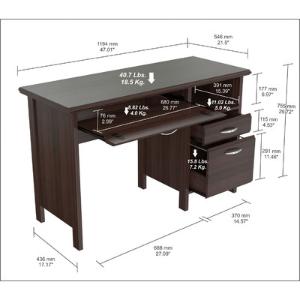 1194 mm
47.01"
546 mm
21.5"
40.7 Lbs.
18.5 Kg.
391 mm
15.39"
177 mm
6.97"
755 mm
29.72"
8.82 Lbs.
4.0 Kg.
680 mm
26.77"
11.03 Lbs.
5.0 Kg.
76 mm
2.99"
115 mm
4.53"
15.8 Lbs.
7.2 Kg.
291 mm
11.46"
370 mm
14.57"
688 mm
27.09"
436 mm
17.17"